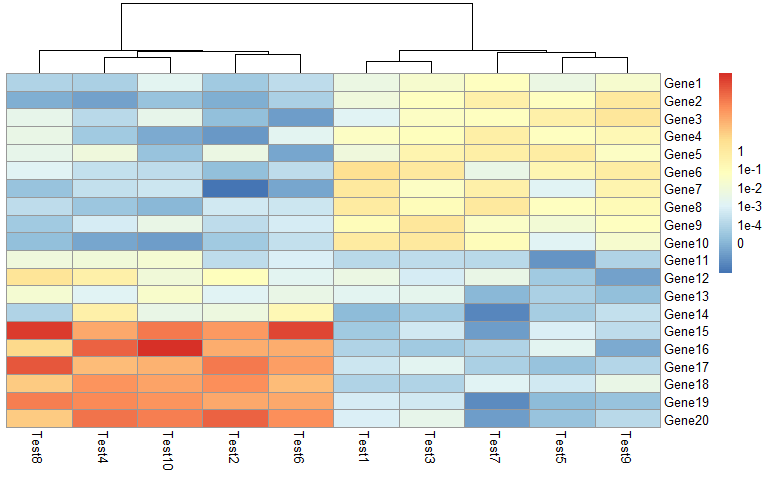 Gene1
Gene2
Gene3
Gene4
Gene5
Gene6
Gene7
Gene8
Gene9
Gene10
Gene11
Gene12
Gene13
Gene14
Gene15
Gene16
Gene17
Gene18
Gene19
Gene20
1
1e-1
1e-2
1e-3
1e-4
0
Test8
Test4
Test10
Test2
Test6
Test1
Test3
Test7
Test5
Test9